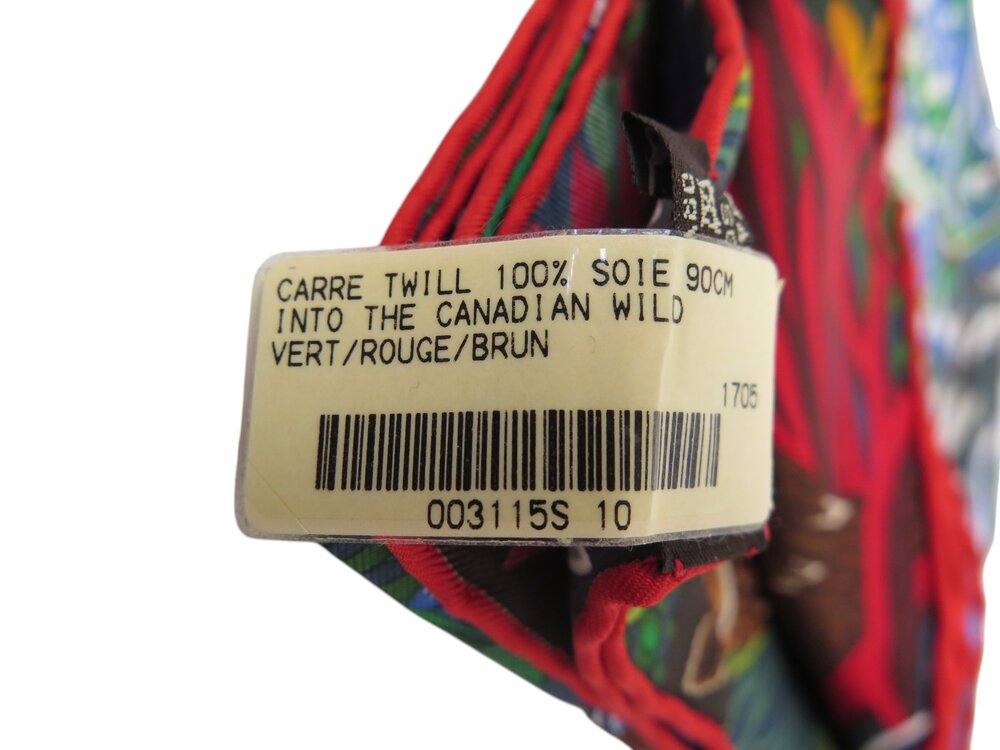 CARRE TWILL 100% SOIE 90CM
INTO THE CANADIAN WILD
VERT/ROUGE/BRUN
1705
003115S 10